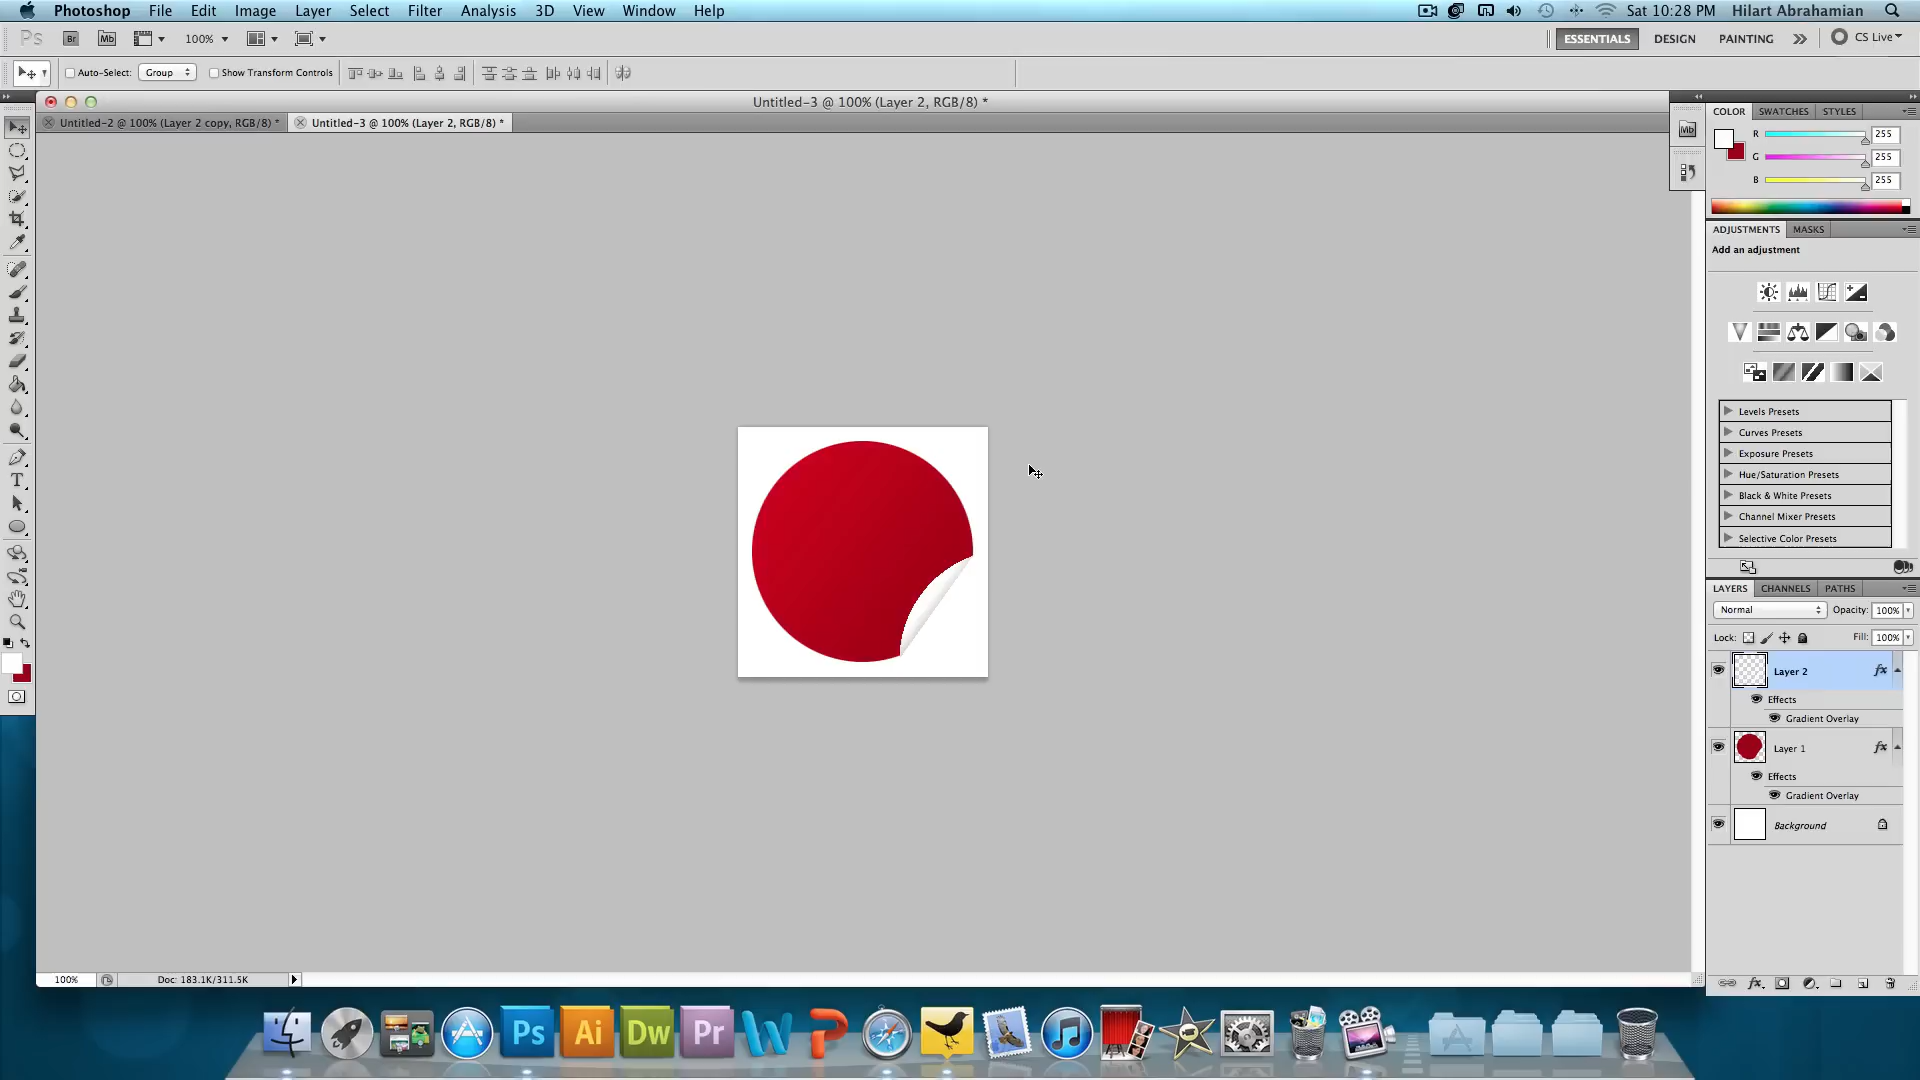 Photoshop File Edit Image Layer Select Filter Analysis 3D View Window Help Sat 10:28 PM Hilart Abrahamian
Ps Br Mb 100% ESSENTIALS DESIGN PAINTING CS Live
Auto-Select: Group Show Transform Controls
Untitled-3 @ 100% (Layer 2, RGB/8) *
Untitled-2 @ 100% (Layer 2 copy, RGB/8) * Untitled-3 @ 100% (Layer 2, RGB/8) *
Mb
COLOR SWATCHES STYLES
R 255
G 255
B 255
ADJUSTMENTS MASKS
Add an adjustment
Levels Presets
Curves Presets
Exposure Presets
Hue/Saturation Presets
Black & White Presets
Channel Mixer Presets
Selective Color Presets
LAYERS CHANNELS PATHS
Normal Opacity: 100%
Lock: Fill: 100%
Layer 2 fx
Effects
Gradient Overlay
Layer 1 fx
Effects
Gradient Overlay
Background
T
100% Doc: 183.1K/311.5K
fx
Ps Ai Dw Pr